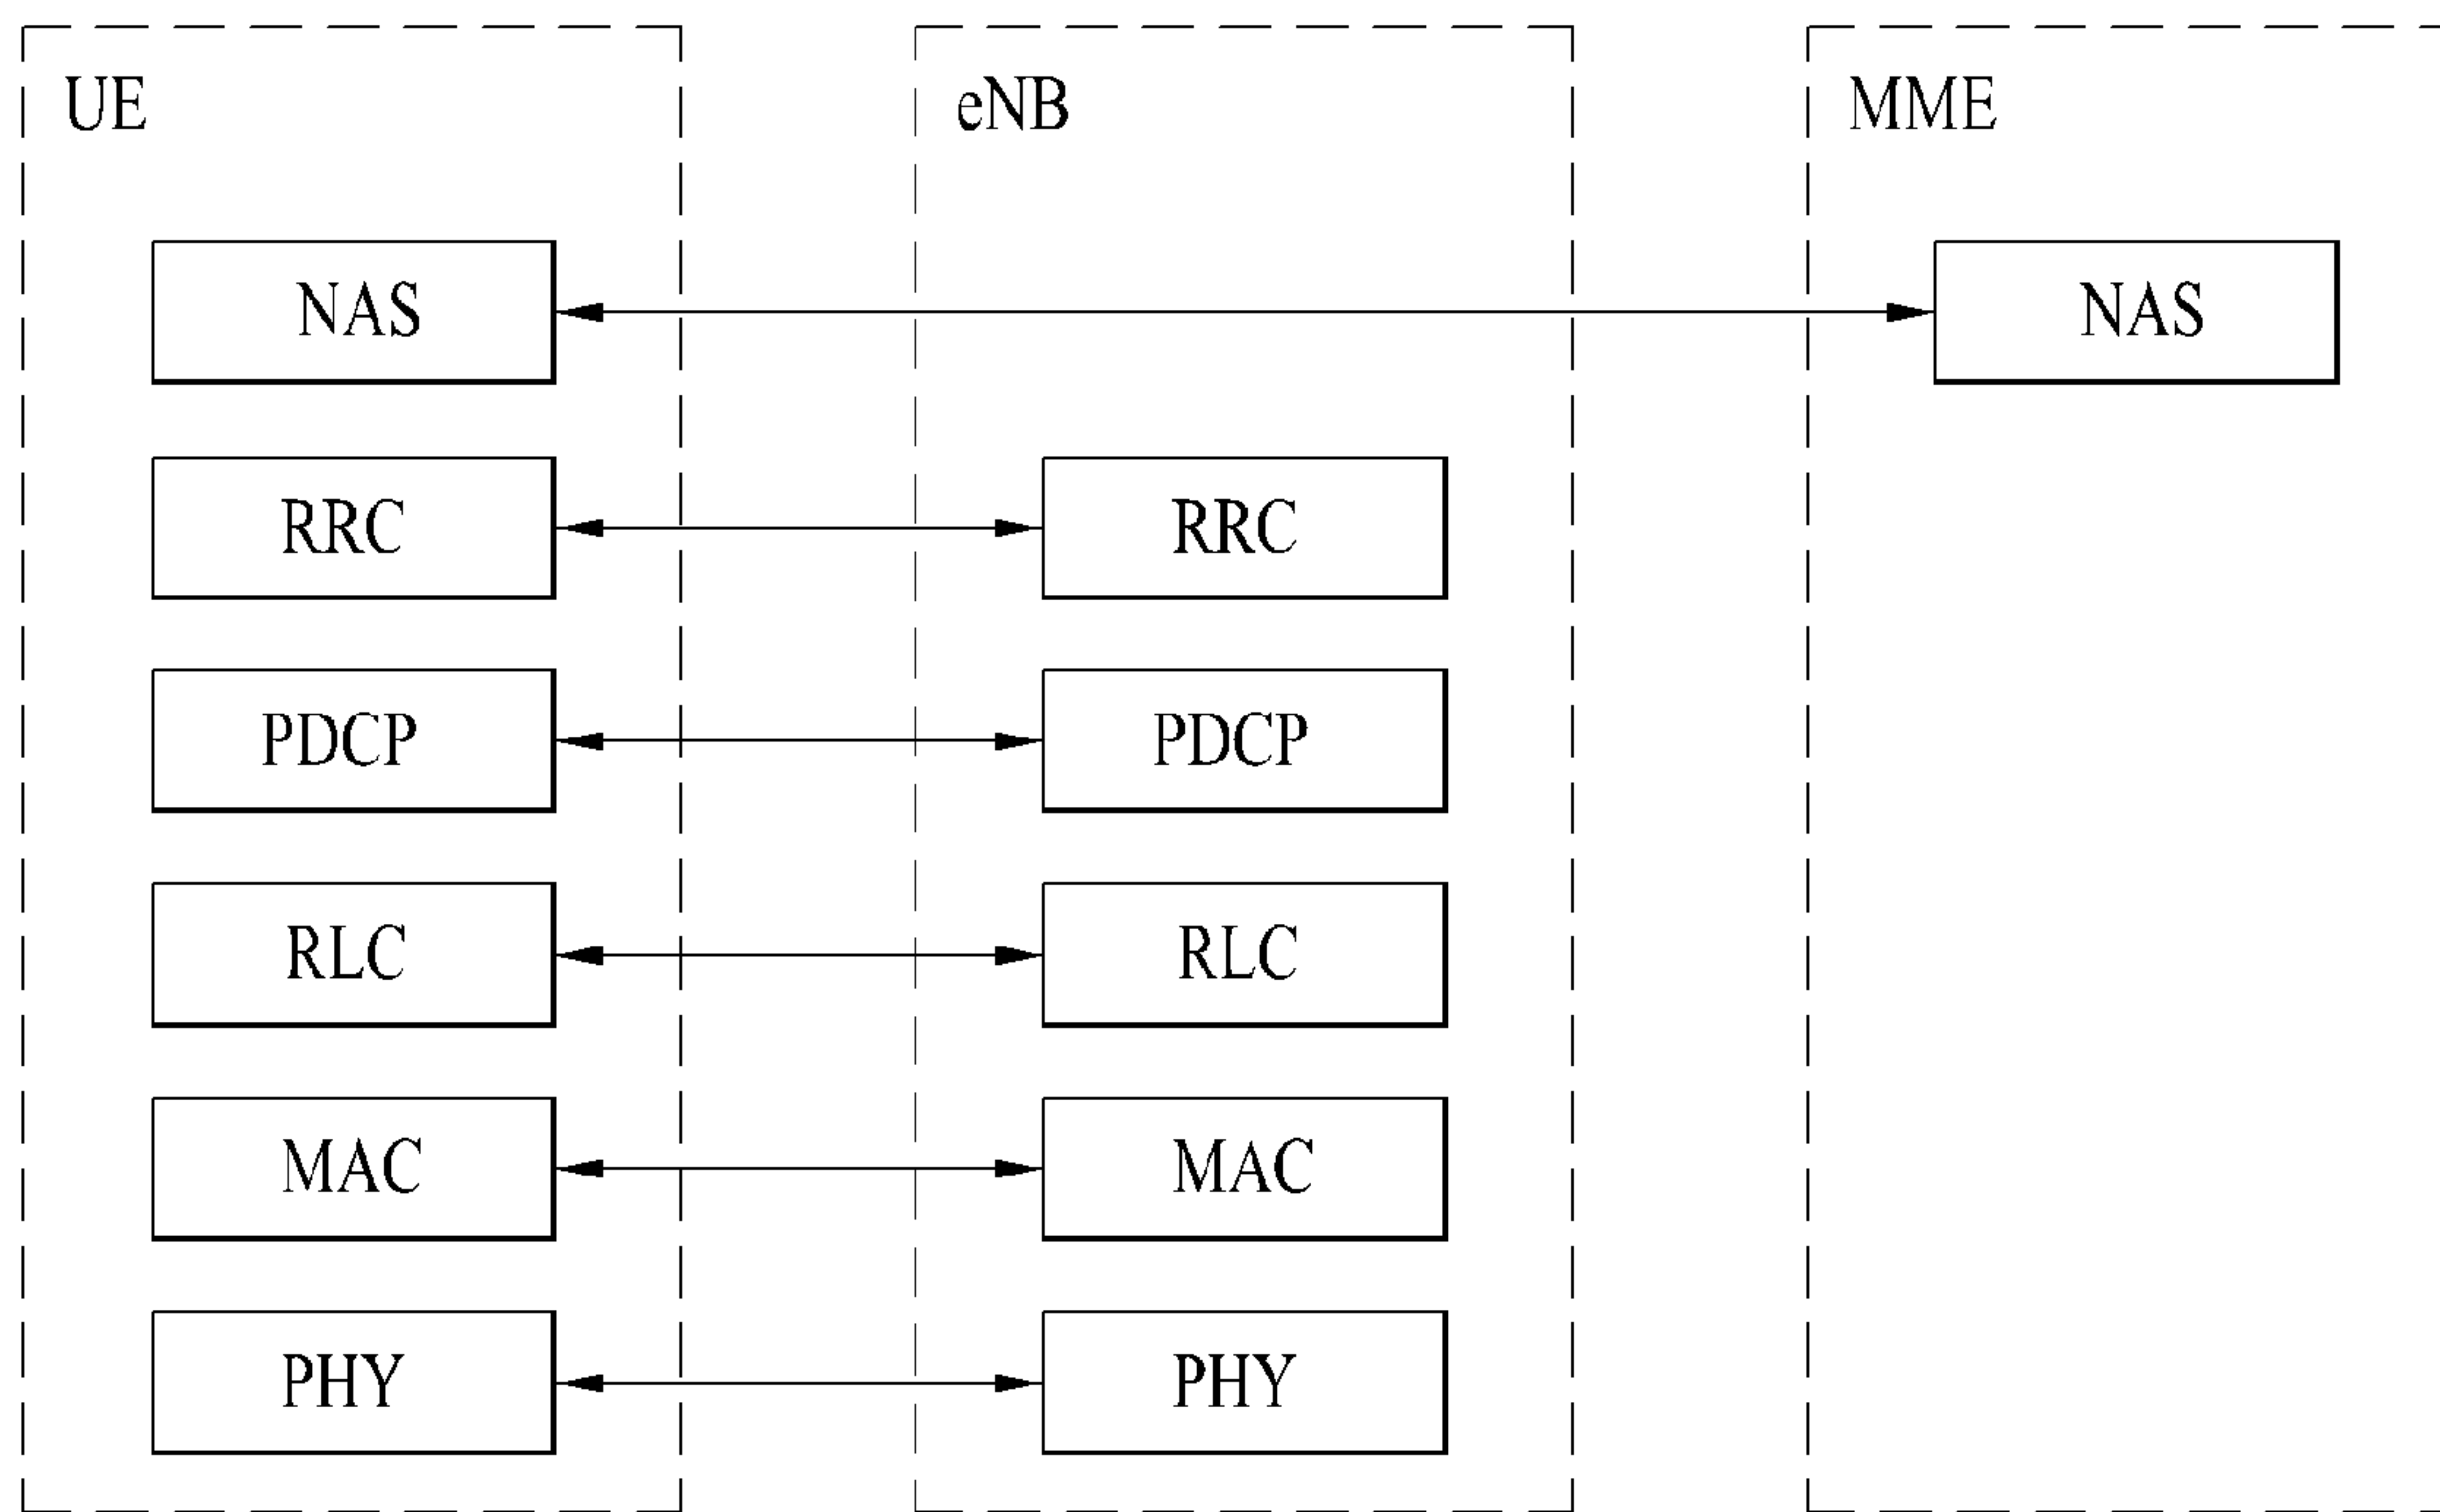 UE eNB MME
NAS NAS
RRC RRC
PDCP PDCP
RLC RLC
MAC MAC
PHY PHY